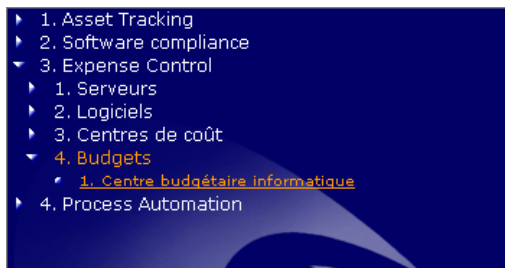 1. Asset Tracking
2. Software compliance
3. Expense Control
1. Serveurs
2. Logiciels
3. Centres de coût
4. Budgets
1. Centre budgétaire informatique
4. Process Automation